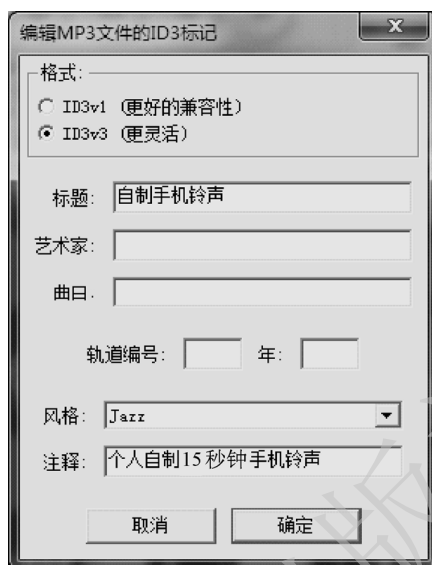 编辑MP3文件的ID3标记
格式:
ID3v1 (更好的兼容性)
ID3v3 (更灵活)
标题: 自制手机铃声
艺术家:
曲目.
轨道编号: 年:
风格: Jazz
注释: 个人自制15秒钟手机铃声
取消 确定
版